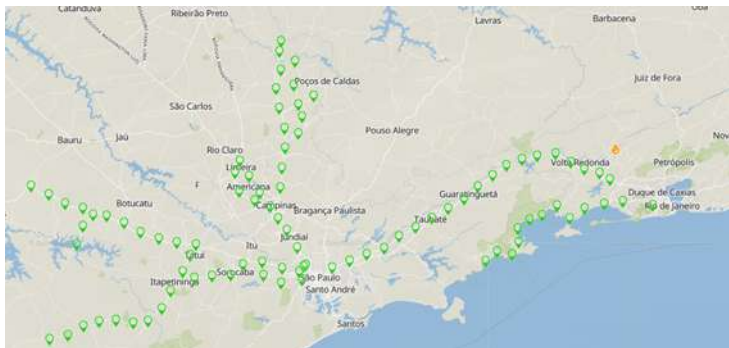 Catanduva
Ribeirão Preto
Lavras
Barbacena
Uba
Poços de Caldas
Juiz de Fora
São Carlos
Pouso Alegre
Bauru
Jaú
Rio Claro
Nov
Limeira
Volta Redonda
Petrópolis
Americana
Guaratinguetá
Duque de Caxias
Botucatu
Campinas
Bragança Paulista
Rio de Janeiro
Taubaté
Jundiaí
Itu
Tatuí
Sorocaba
São Paulo
Itapetininga
Santo André
Santos